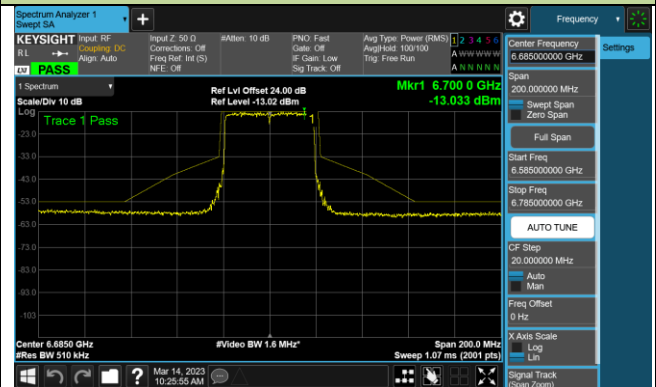 Spectrum Analyzer 1
Swept SA
Frequency
KEYSIGHT
RL
PASS
Input: RF
Coupling: DC
Align: Auto
Input Z: 50 Ω
Corrections: Off
Freq Ref: Int (S)
NFE: Off
#Atten: 10 dB
PNO: Fast
Gate: Off
IF Gain: Low
Sig Track: Off
Avg Type: Power (RMS)
Avg|Hold: 100/100
Trig: Free Run
1 2 3 4 5 6
A W W W W W
A N N N N N
1 Spectrum
Scale/Div 10 dB
Ref Lvl Offset 24.00 dB
Ref Level -13.02 dBm
Mkr1 6.700 0 GHz
-13.033 dBm
Log
Trace 1 Pass
1
-23.0
-33.0
-43.0
-53.0
-63.0
-73.0
-83.0
-93.0
-103
Center 6.6850 GHz
#Res BW 510 kHz
#Video BW 1.6 MHz*
Span 200.0 MHz
Sweep 1.07 ms (2001 pts)
Mar 14, 2023
10:25:55 AM
Center Frequency
6.685000000 GHz
Settings
Span
200.000000 MHz
Swept Span
Zero Span
Full Span
Start Freq
6.585000000 GHz
Stop Freq
6.785000000 GHz
AUTO TUNE
CF Step
20.000000 MHz
Auto
Man
Freq Offset
0 Hz
X Axis Scale
Log
Lin
Signal Track
(Span Zoom)